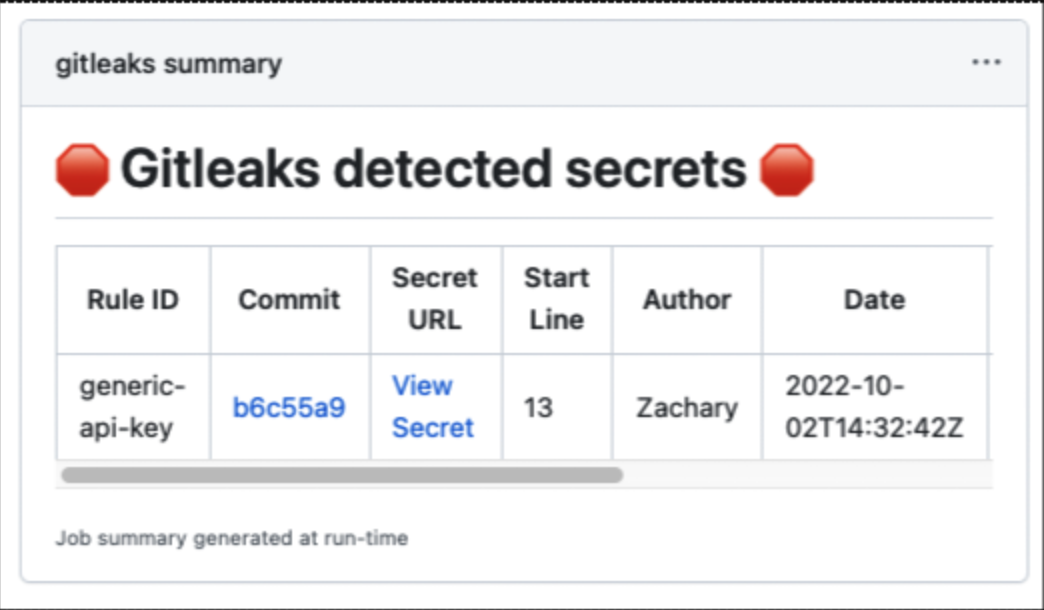 gitleaks summary
🛑 Gitleaks detected secrets 🛑
Rule ID Commit Secret URL Start Line Author Date
generic-api-key b6c55a9 View Secret 13 Zachary 2022-10-02T14:32:42Z
Job summary generated at run-time